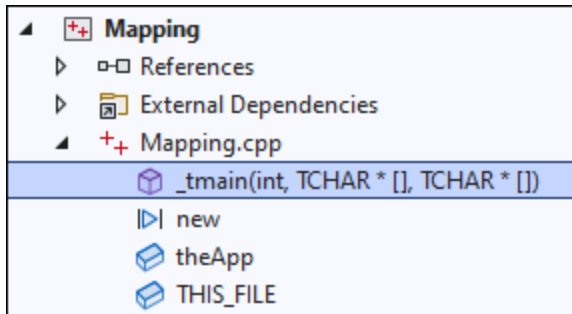 Mapping
References
External Dependencies
Mapping.cpp
_tmain(int, TCHAR * [], TCHAR * [])
new
theApp
THIS_FILE